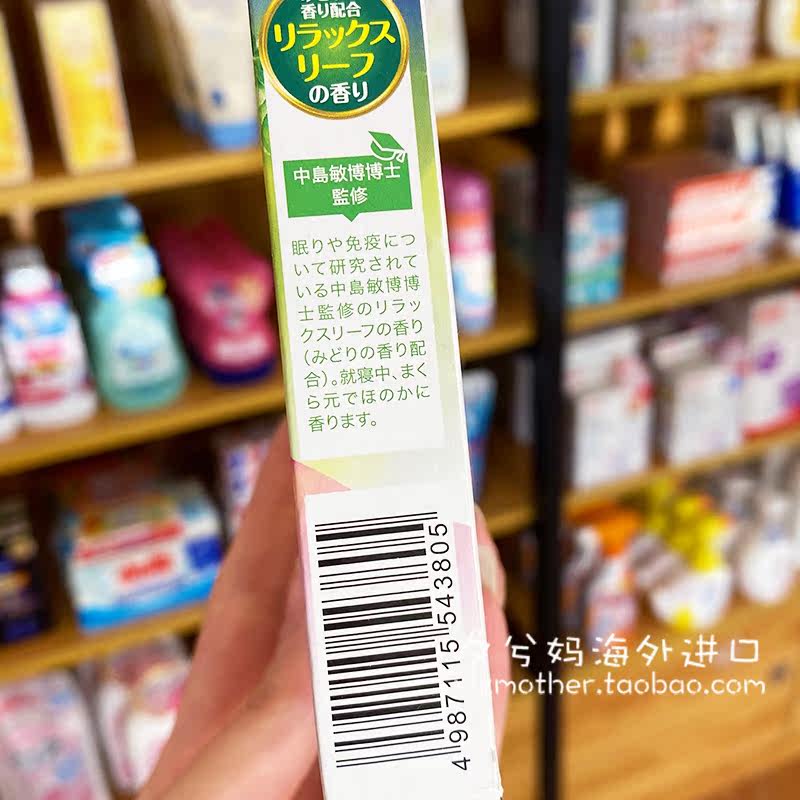 香り配合
リラックス
リーフ
の香り
中島敏博博士
監修
眠りや免疫につ
いて研究されて
いる中島敏博博
士監修のリラッ
クスリーフの香り
(みどりの香り配
合)。就寝中、まく
ら元でほのかに
香ります。
4 987115 543805
兮妈海外进口
mother.taobao.com